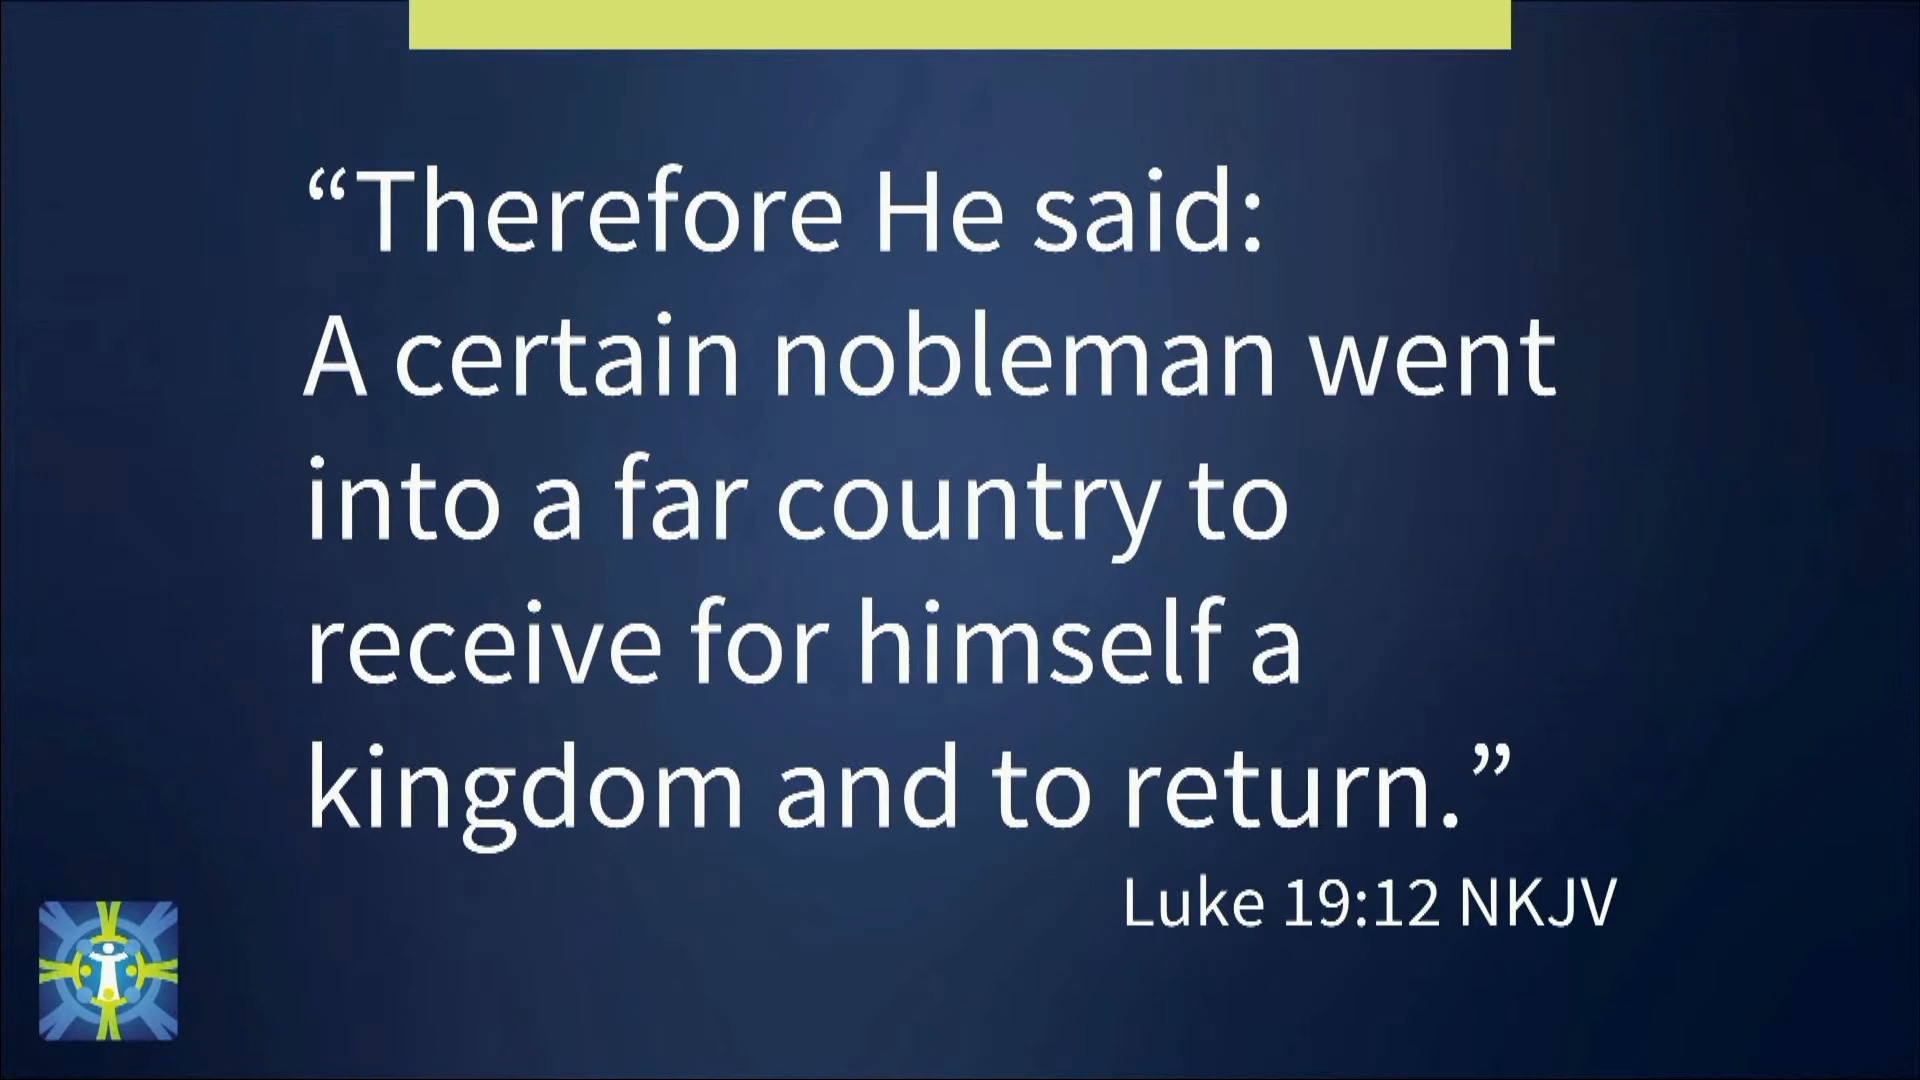 “Therefore He said:
A certain nobleman went
into a far country to
receive for himself a
kingdom and to return.”
Luke 19:12 NKJV